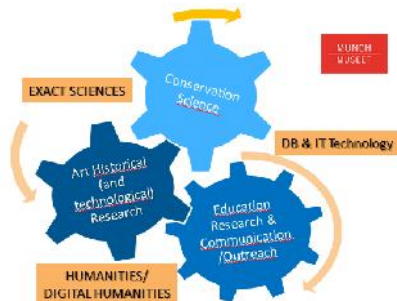 MUNCH
MUSEET
EXACT SCIENCES
Conservation
Science
DB & IT Technology
Art Historical
(and
technological)
Research
Education
Research &
Communication
/Outreach
HUMANITIES/
DIGITAL HUMANITIES